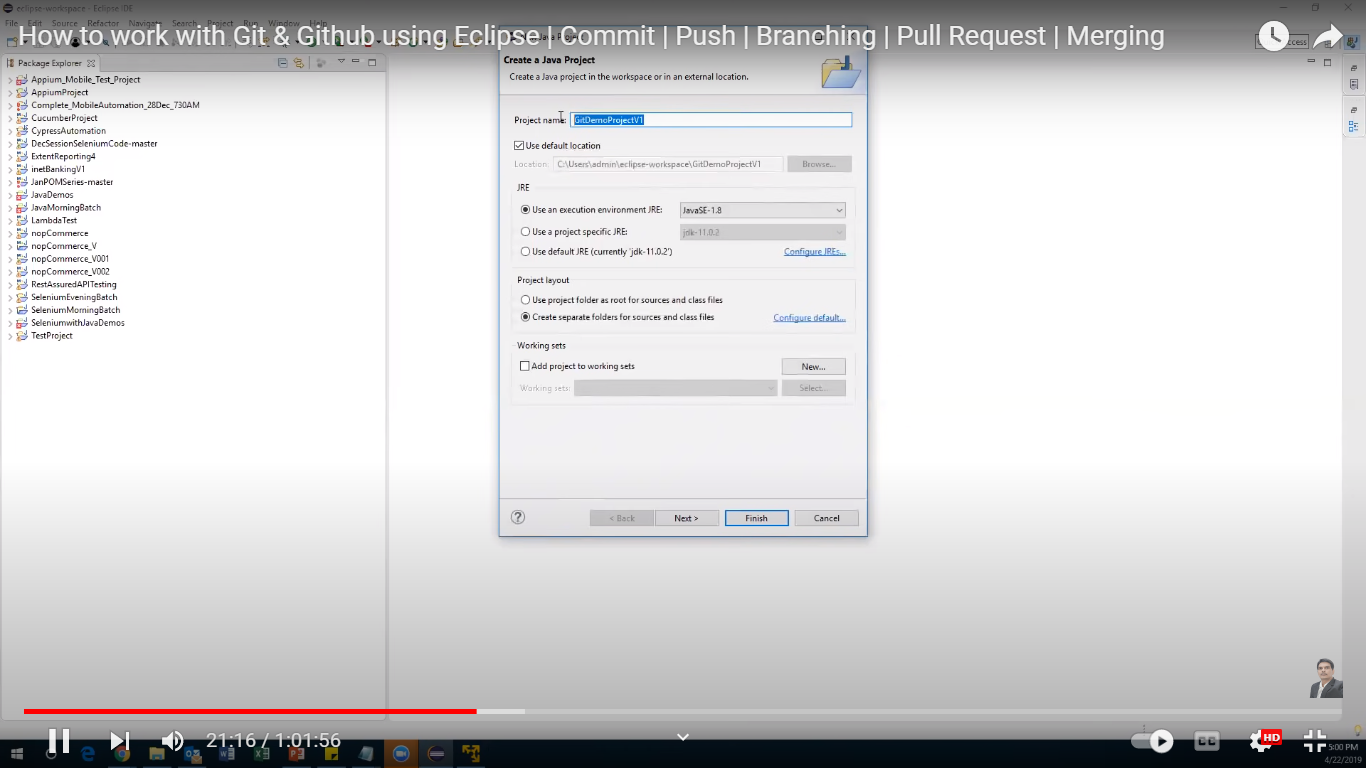 eclipse-workspace - Eclipse IDE
File Edit Source Refactor Navigate Search Project Run Window Help
How to work with Git & Github using Eclipse | Commit | Push | Branching | Pull Request | Merging
Package Explorer
Appium_Mobile_Test_Project
AppiumProject
Complete_MobileAutomation_28Dec_730AM
CucumberProject
CypressAutomation
DecSessionSeleniumCode-master
ExtentReporting4
inetBankingV1
JanPOMSeries-master
JavaDemos
JavaMorningBatch
LambdaTest
nopCommerce
nopCommerce_V
nopCommerce_V001
nopCommerce_V002
RestAssuredAPITesting
SeleniumEveningBatch
SeleniumMorningBatch
SeleniumwithJavaDemos
TestProject
Create a Java Project
Create a Java project in the workspace or in an external location.
Project name: GitDemoProjectV1
Use default location
Location: C:\Users\admin\eclipse-workspace\GitDemoProjectV1 Browse...
JRE
Use an execution environment JRE: JavaSE-1.8
Use a project specific JRE: jdk-11.0.2
Use default JRE (currently 'jdk-11.0.2') Configure JREs...
Project layout
Use project folder as root for sources and class files
Create separate folders for sources and class files Configure default...
Working sets
Add project to working sets New...
Working sets: Select...
? < Back Next > Finish Cancel
21:16 / 1:01:56
CC
HD
5:00 PM
4/22/2019